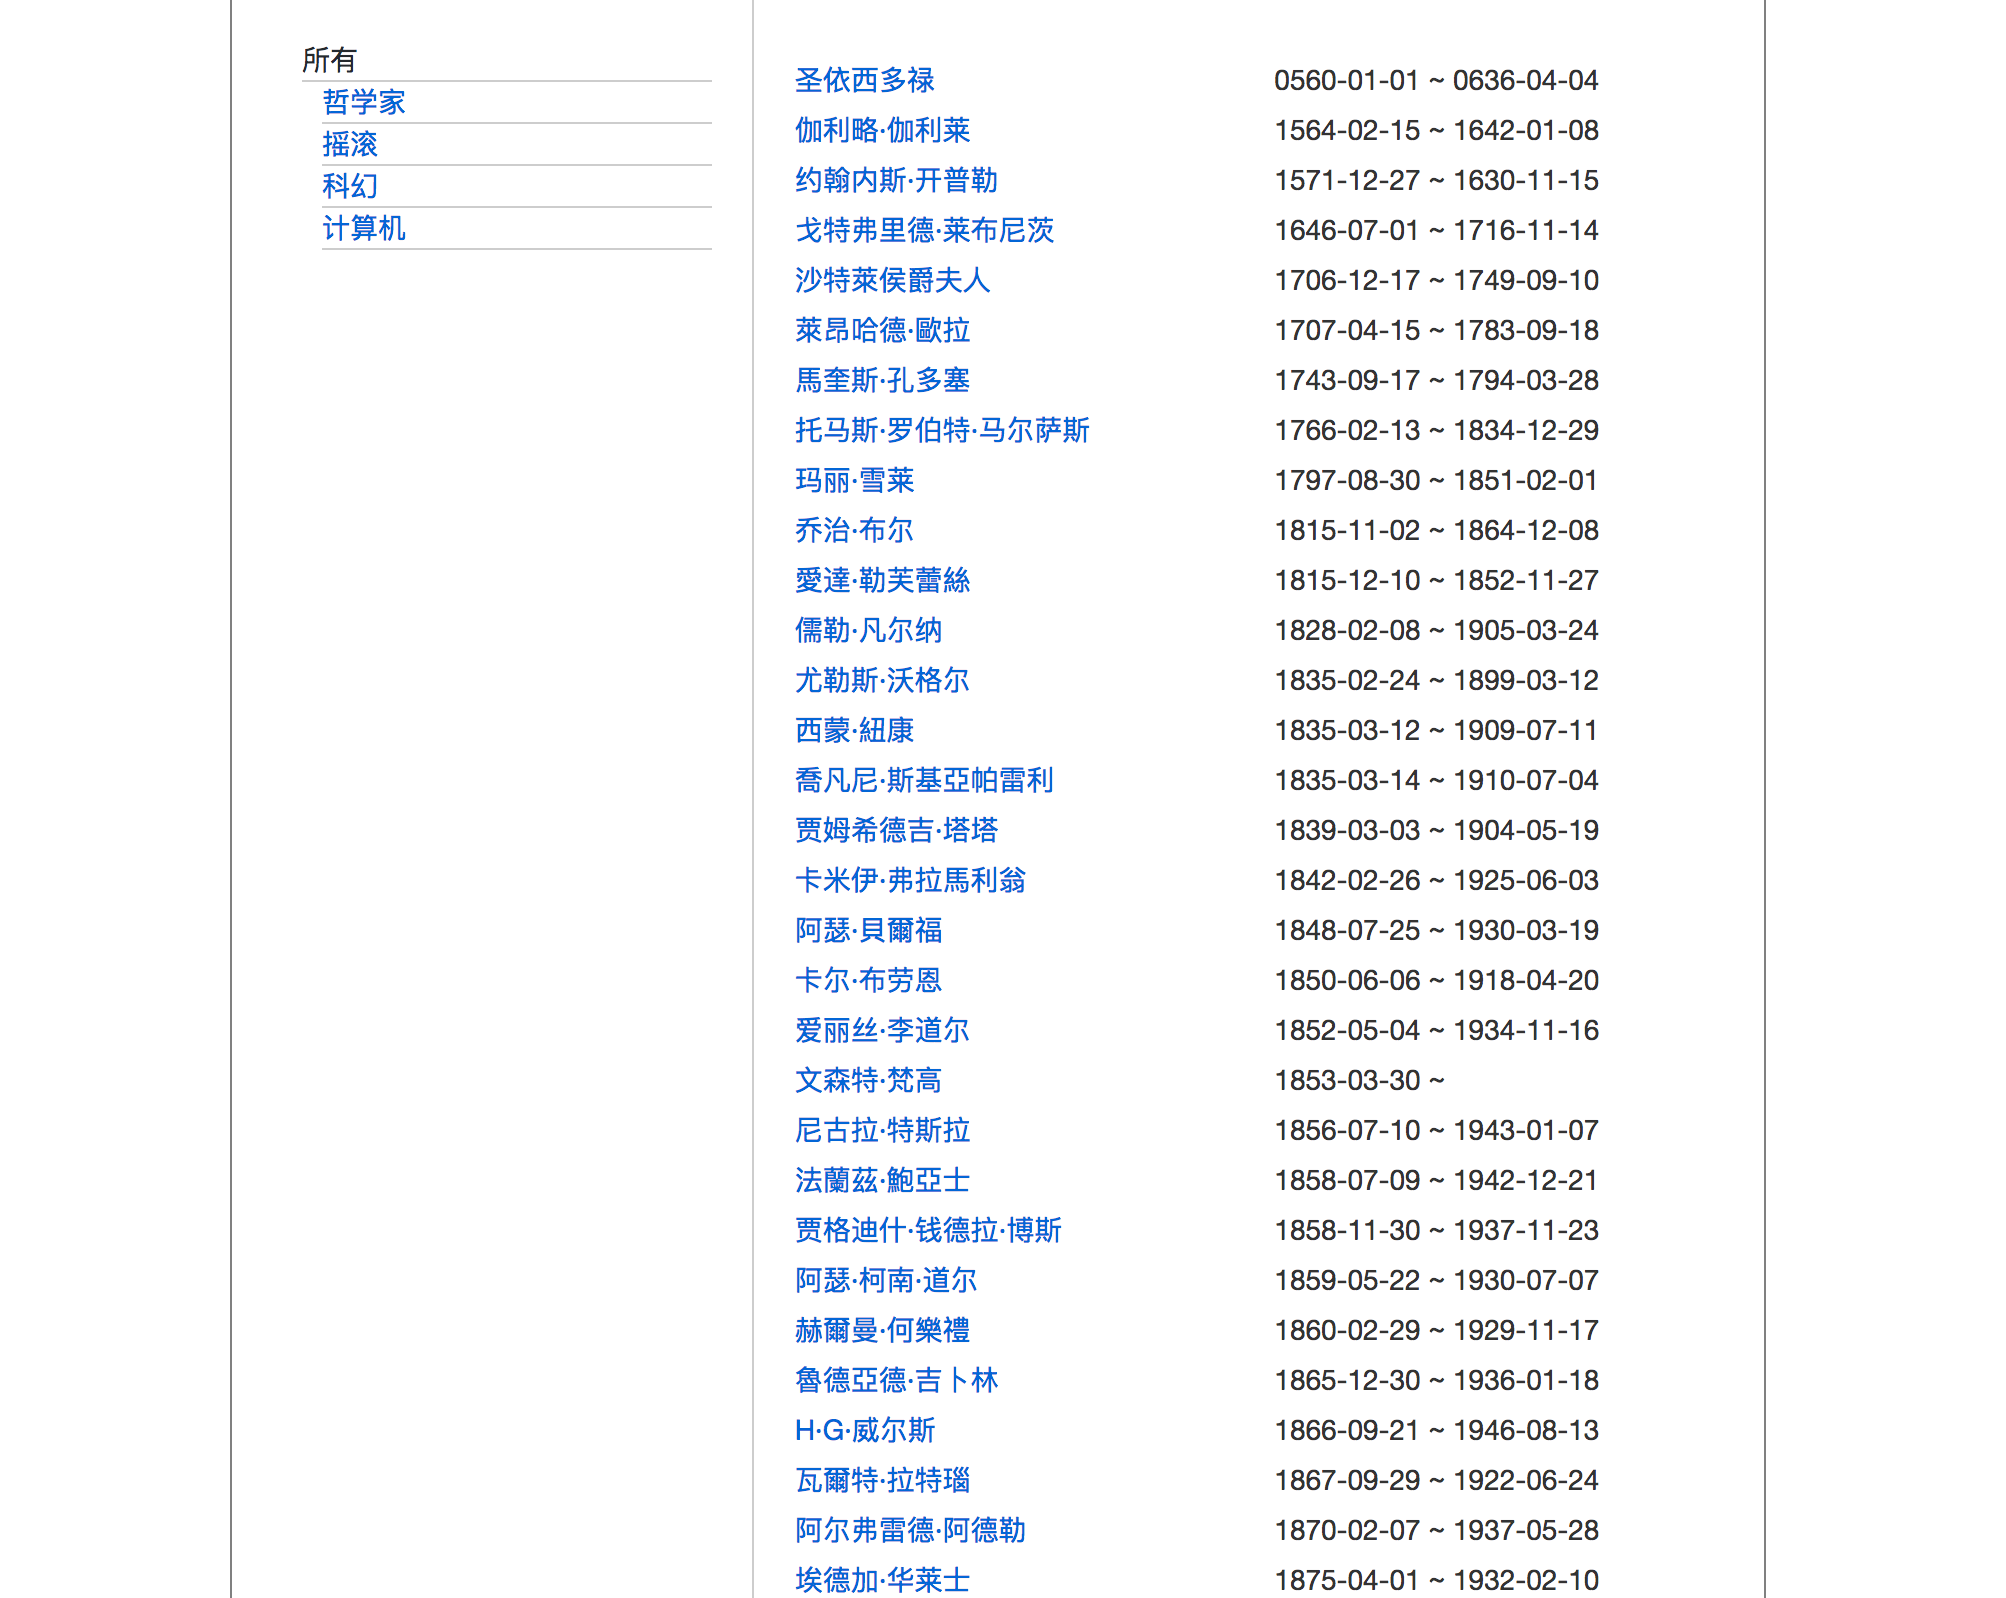 所有
哲学家
摇滚
科幻
计算机
圣依西多禄 0560-01-01 ~ 0636-04-04
伽利略·伽利莱 1564-02-15 ~ 1642-01-08
约翰内斯·开普勒 1571-12-27 ~ 1630-11-15
戈特弗里德·莱布尼茨 1646-07-01 ~ 1716-11-14
沙特萊侯爵夫人 1706-12-17 ~ 1749-09-10
萊昂哈德·歐拉 1707-04-15 ~ 1783-09-18
馬奎斯·孔多塞 1743-09-17 ~ 1794-03-28
托马斯·罗伯特·马尔萨斯 1766-02-13 ~ 1834-12-29
玛丽·雪莱 1797-08-30 ~ 1851-02-01
乔治·布尔 1815-11-02 ~ 1864-12-08
愛達·勒芙蕾絲 1815-12-10 ~ 1852-11-27
儒勒·凡尔纳 1828-02-08 ~ 1905-03-24
尤勒斯·沃格尔 1835-02-24 ~ 1899-03-12
西蒙·紐康 1835-03-12 ~ 1909-07-11
喬凡尼·斯基亞帕雷利 1835-03-14 ~ 1910-07-04
贾姆希德吉·塔塔 1839-03-03 ~ 1904-05-19
卡米伊·弗拉馬利翁 1842-02-26 ~ 1925-06-03
阿瑟·貝爾福 1848-07-25 ~ 1930-03-19
卡尔·布劳恩 1850-06-06 ~ 1918-04-20
爱丽丝·李道尔 1852-05-04 ~ 1934-11-16
文森特·梵高 1853-03-30 ~
尼古拉·特斯拉 1856-07-10 ~ 1943-01-07
法蘭茲·鮑亞士 1858-07-09 ~ 1942-12-21
贾格迪什·钱德拉·博斯 1858-11-30 ~ 1937-11-23
阿瑟·柯南·道尔 1859-05-22 ~ 1930-07-07
赫爾曼·何樂禮 1860-02-29 ~ 1929-11-17
魯德亞德·吉卜林 1865-12-30 ~ 1936-01-18
H·G·威尔斯 1866-09-21 ~ 1946-08-13
瓦爾特·拉特瑙 1867-09-29 ~ 1922-06-24
阿尔弗雷德·阿德勒 1870-02-07 ~ 1937-05-28
埃德加·华莱士 1875-04-01 ~ 1932-02-10